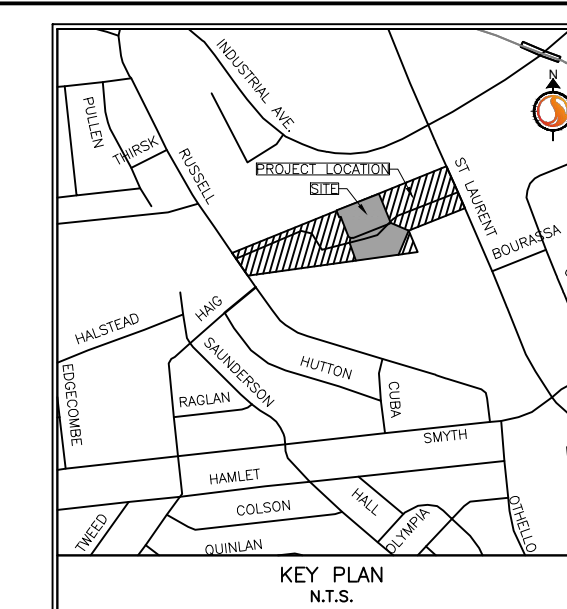 INDUSTRIAL AVE.
N
PULLEN
THIRSK
RUSSELL
PROJECT LOCATION
SITE
ST LAURENT
BOURASSA
HAIG
HALSTEAD
SAUNDERSON
HUTTON
EDGECOMBE
RAGLAN
CUBA
SMYTH
HAMLET
COLSON
HALL
OTHELLO
TWEED
OLYMPIA
QUINLAN
KEY PLAN
N.T.S.